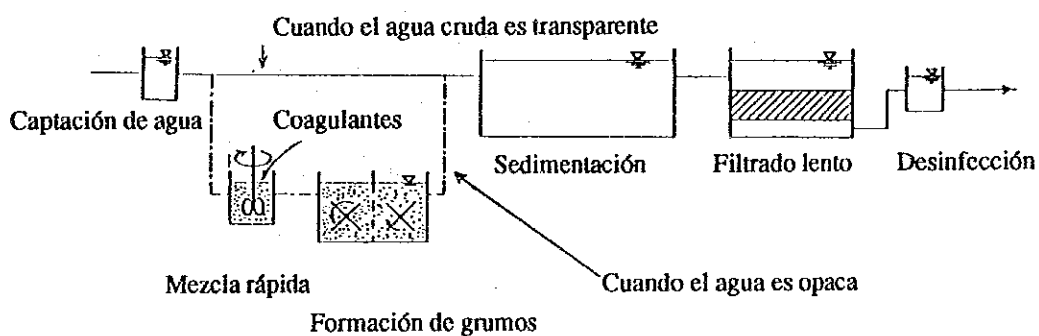 Cuando el agua cruda es transparente
Captación de agua
Coagulantes
Sedimentación
Filtrado lento
Desinfección
Mezcla rápida
Cuando el agua es opaca
Formación de grumos